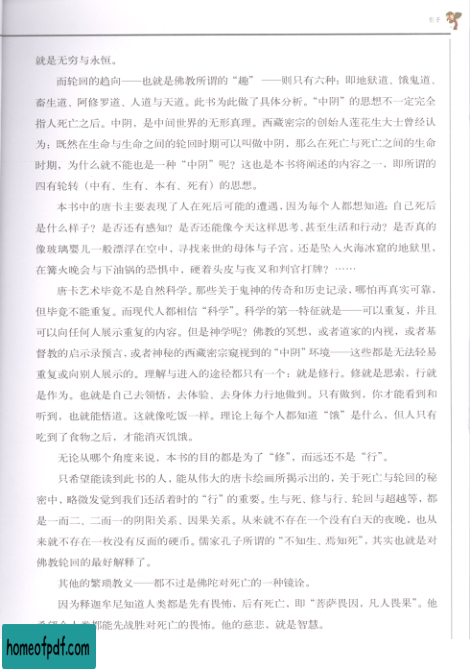 就是无穷与永恒。
而轮回的趋向——也就是佛教所谓的“趣”——则只有六种：即地狱道、饿鬼道、
畜生道、阿修罗道、人道与天道。此书为此做了具体分析。“中阴”的思想不一定完全
指人死亡之后。中阴，是中间世界的无形真理。西藏密宗的创始人莲花生大士曾经认
为：既然在生命与生命之间的轮回时期可以叫做中阴，那么在死亡与死亡之间的生命
时期，为什么就不能也是一种“中阴”呢？这也是本书将阐述的内容之一，即所谓的
四有轮转（中有、生有、本有、死有）的思想。
本书中的唐卡主要表现了人在死后可能的遭遇，因为每个人都想知道：自己死后
是什么样子？是否还有感知？是否还能像今天这样思考、甚至生活和行动？是否真的
像玻璃婴儿一般漂浮在空中，寻找来世的母体与子宫，还是坠入火海冰窟的地狱里，
在篝火晚会与下油锅的恐惧中，硬着头皮与夜叉和判官打牌？……
唐卡艺术毕竟不是自然科学。那些关于鬼神的传奇和历史记录，哪怕再真实可靠，
但毕竟不能重复。而现代人都相信“科学”。科学的第一特征就是——可以重复，并且
可以向任何人展示重复的内容。但是神学呢？佛教的冥想，或者道家的内视，或者基
督教的启示录预言，或者神秘的西藏密宗窥视到的“中阴”环境——这些都是无法轻易
重复或向别人展示的。理解与进入的途径都只有一个：就是修行。修就是思索，行就
是作为。也就是自己去领悟，去体验、去身体力行地做到。只有做到，你才能看到和
听到，也就能悟道。这就像吃饭一样。理论上每个人都知道“饿”是什么，但人只有
吃到了食物之后，才能消灭饥饿。
无论从哪个角度来说，本书的目的都是为了“修”，而远还不是“行”。
只希望能读到此书的人，能从伟大的唐卡绘画所揭示出的，关于死亡与轮回的秘
密中，略微发觉到我们还活着时的“行”的重要。生与死、修与行、轮回与超越等，都
是一而二、二而一的阴阳关系、因果关系。从来就不存在一个没有白天的夜晚，也从
来就不存在一枚没有反面的硬币。儒家孔子所谓的“不知生、焉知死”，其实也就是对
佛教轮回的最好解释了。
其他的繁琐教义——都不过是佛陀对死亡的一种镜诠。
因为释迦牟尼知道人类都是先有畏怖，后有死亡，即“菩萨畏因，凡人畏果”。他
希望全人类都能先战胜对死亡的畏怖。他的慈悲，就是智慧。
homeofpdf.com